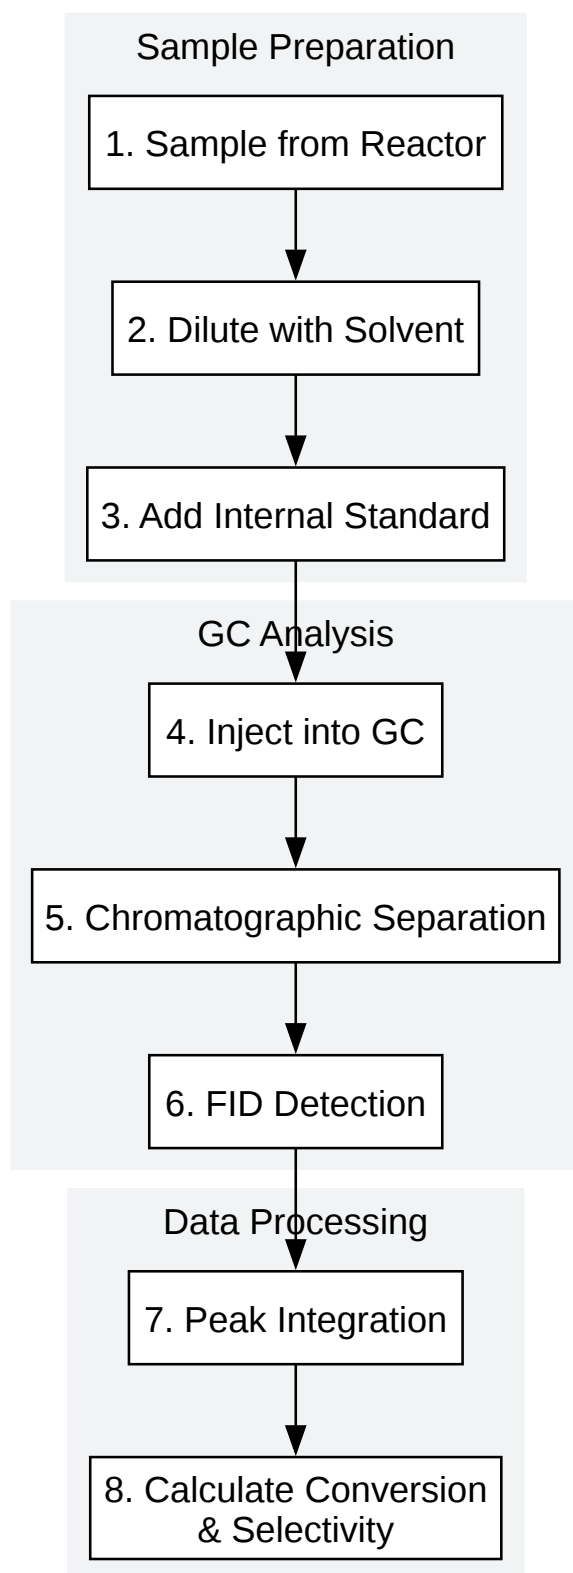 Sample Preparation
1. Sample from Reactor
2. Dilute with Solvent
3. Add Internal Standard
GC Analysis
4. Inject into GC
5. Chromatographic Separation
6. FID Detection
Data Processing
7. Peak Integration
8. Calculate Conversion
& Selectivity